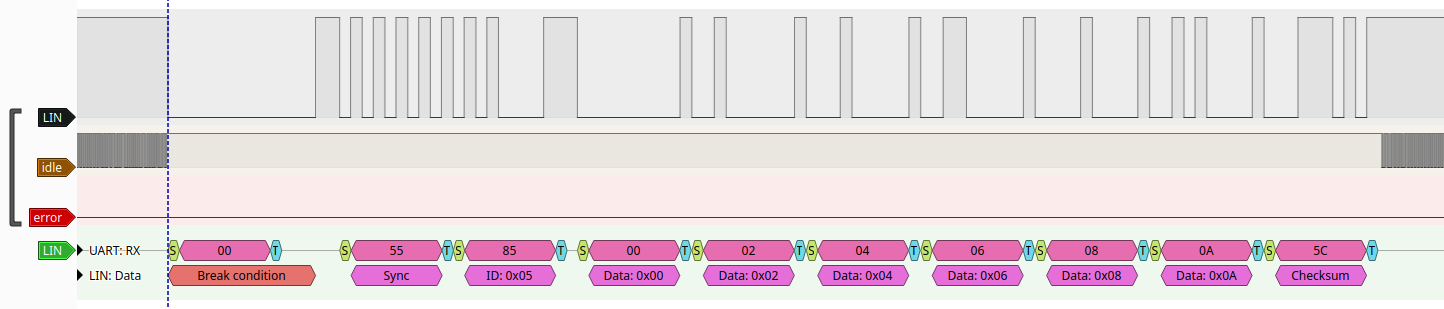 LIN
idle
error
LIN UART: RX S 00 T S 55 T S 85 T S 00 T S 02 T S 04 T S 06 T S 08 T S 0A T S 5C T
LIN: Data Break condition Sync ID: 0x05 Data: 0x00 Data: 0x02 Data: 0x04 Data: 0x06 Data: 0x08 Data: 0x0A Checksum